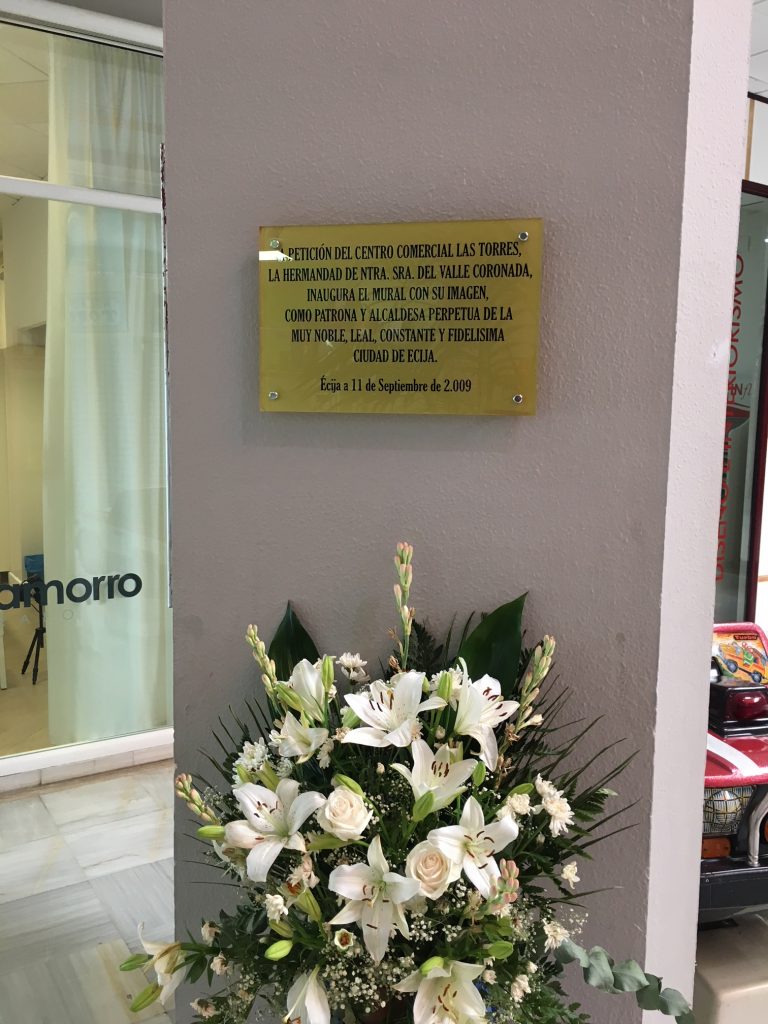 A PETICIÓN DEL CENTRO COMERCIAL LAS TORRES,
LA HERMANDAD DE NTRA. SRA. DEL VALLE CORONADA,
INAUGURA EL MURAL CON SU IMAGEN,
COMO PATRONA Y ALCALDESA PERPETUA DE LA
MUY NOBLE, LEAL, CONSTANTE Y FIDELISIMA
CIUDAD DE ECIJA.
Écija a 11 de Septiembre de 2.009
amorro
TURBO